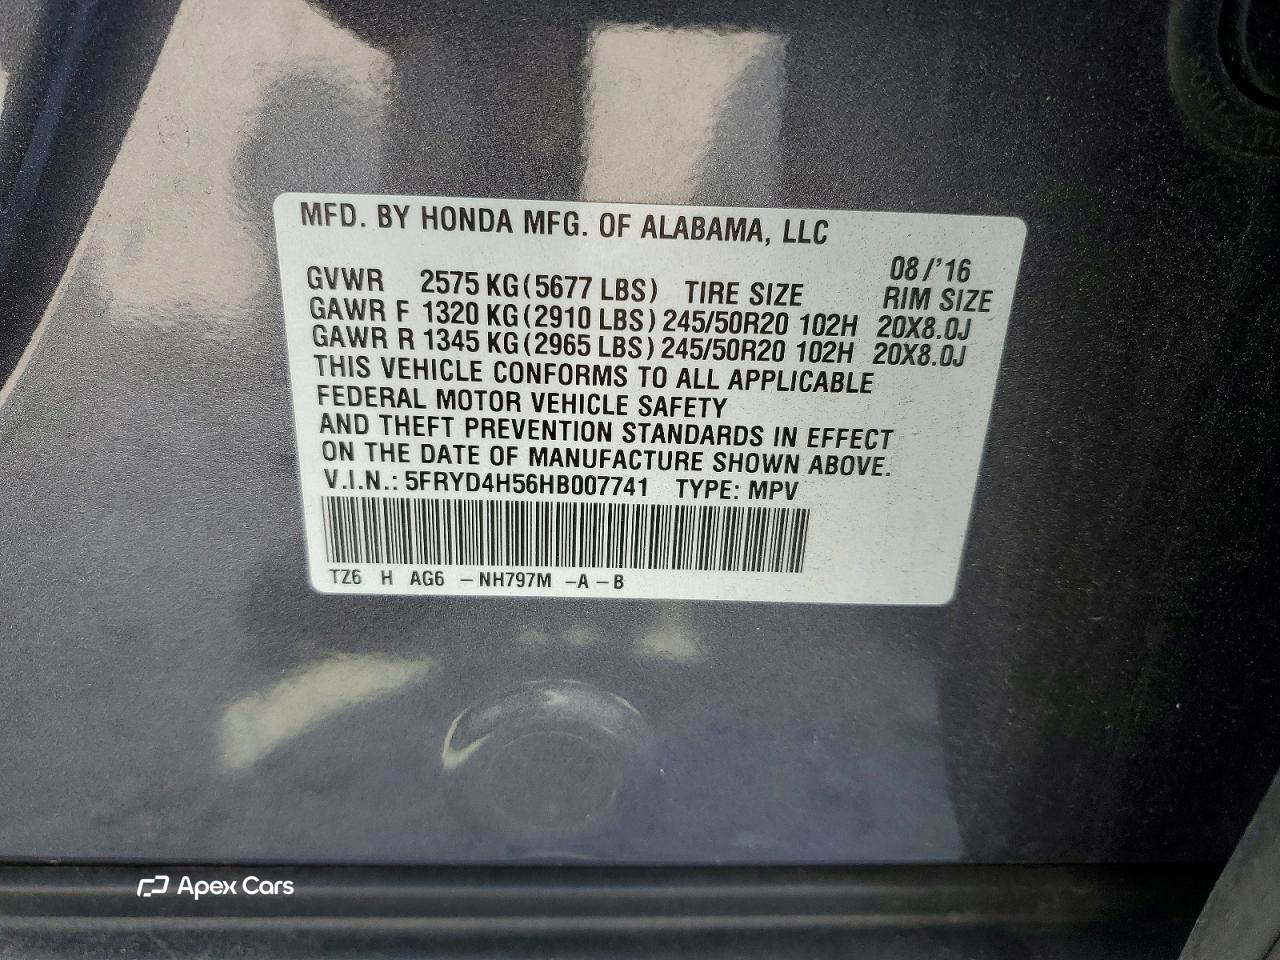 MFD. BY HONDA MFG. OF ALABAMA, LLC
08/'16
GVWR 2575 KG (5677 LBS) TIRE SIZE RIM SIZE
GAWR F 1320 KG (2910 LBS) 245/50R20 102H 20X8.0J
GAWR R 1345 KG (2965 LBS) 245/50R20 102H 20X8.0J
THIS VEHICLE CONFORMS TO ALL APPLICABLE
FEDERAL MOTOR VEHICLE SAFETY
AND THEFT PREVENTION STANDARDS IN EFFECT
ON THE DATE OF MANUFACTURE SHOWN ABOVE.
V.I.N.: 5FRYD4H56HB007741 TYPE: MPV
TZ6 H AG6 – NH797M – A – B
Apex Cars